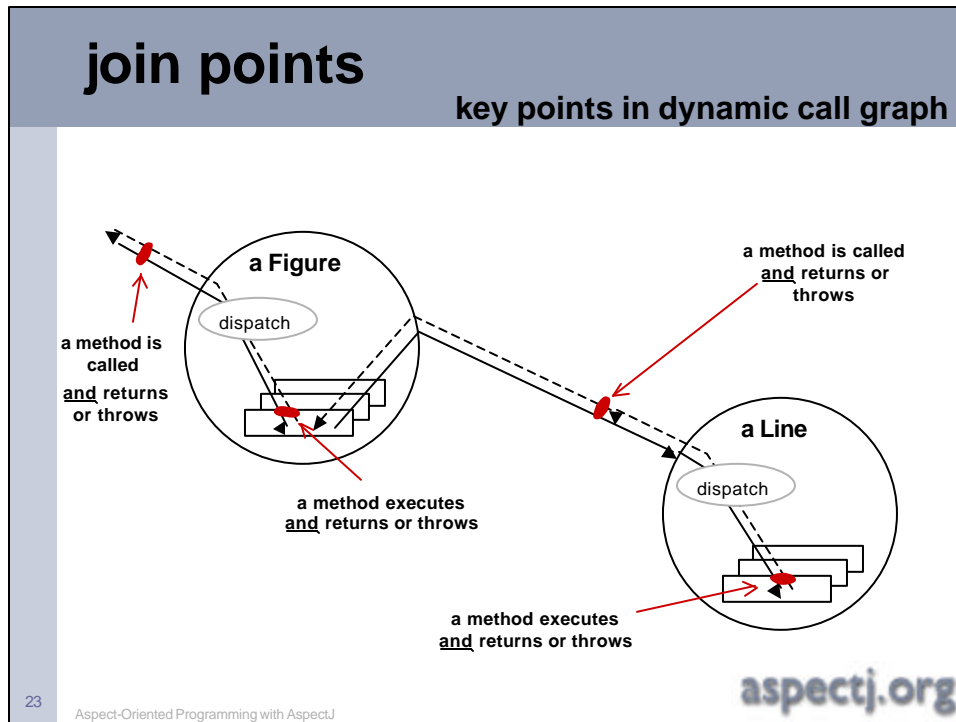 join points
key points in dynamic call graph
a Figure
dispatch
a method is
called
and returns
or throws
a method executes
and returns or throws
a method is called
and returns or
throws
a Line
dispatch
a method executes
and returns or throws
23
Aspect-Oriented Programming with AspectJ
aspectj.org